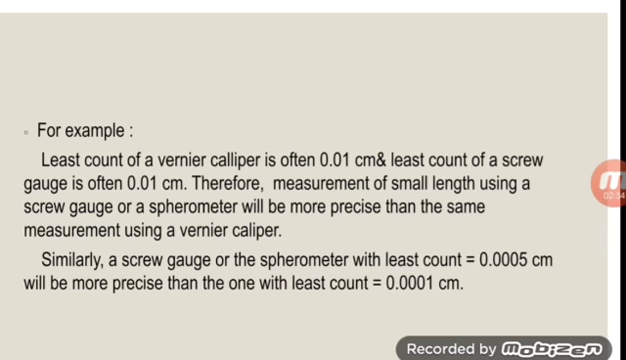 For example :
Least count of a vernier calliper is often 0.01 cm& least count of a screw
gauge is often 0.01 cm. Therefore, measurement of small length using a
screw gauge or a spherometer will be more precise than the same
measurement using a vernier caliper.
Similarly, a screw gauge or the spherometer with least count = 0.0005 cm
will be more precise than the one with least count = 0.0001 cm.
02:34
Recorded by mobizen